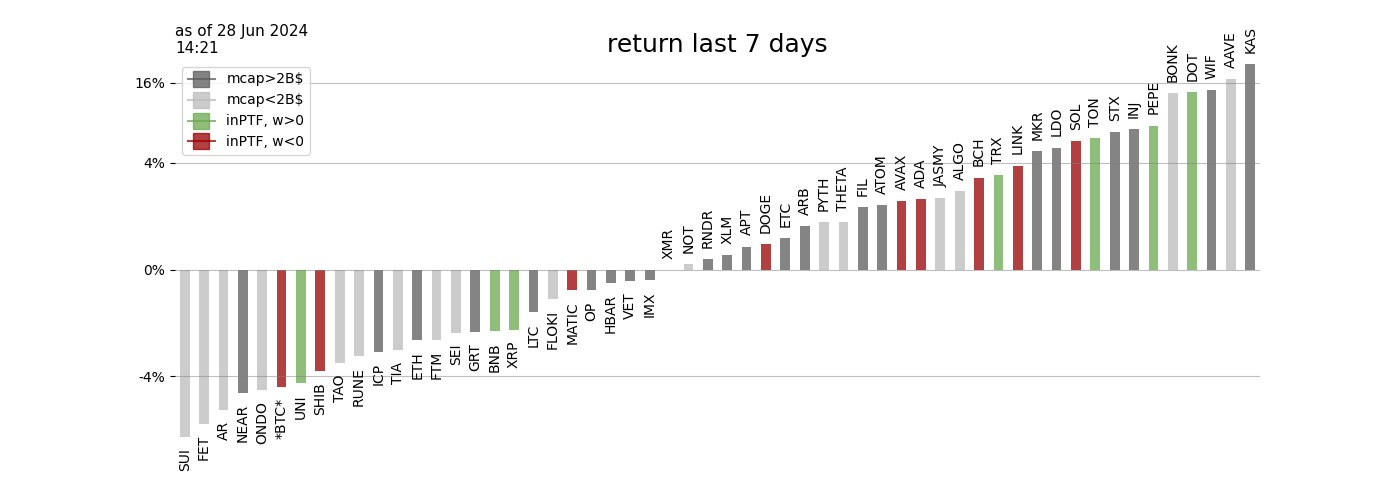 as of 28 Jun 2024
14:21
return last 7 days
mcap>2B$
mcap<2B$
inPTF, w>0
inPTF, w<0
16%
4%
0%
-4%
SUI
FET
AR
NEAR
ONDO
*BTC*
UNI
SHIB
TAO
RUNE
ICP
TIA
ETH
FTM
SEI
GRT
BNB
XRP
LTC
FLOKI
MATIC
OP
HBAR
VET
IMX
XMR
NOT
RNDR
XLM
APT
DOGE
ETC
ARB
PYTH
THETA
FIL
ATOM
AVAX
ADA
JASMY
ALGO
BCH
TRX
LINK
MKR
LDO
SOL
TON
STX
INJ
PEPE
BONK
DOT
WIF
AAVE
KAS